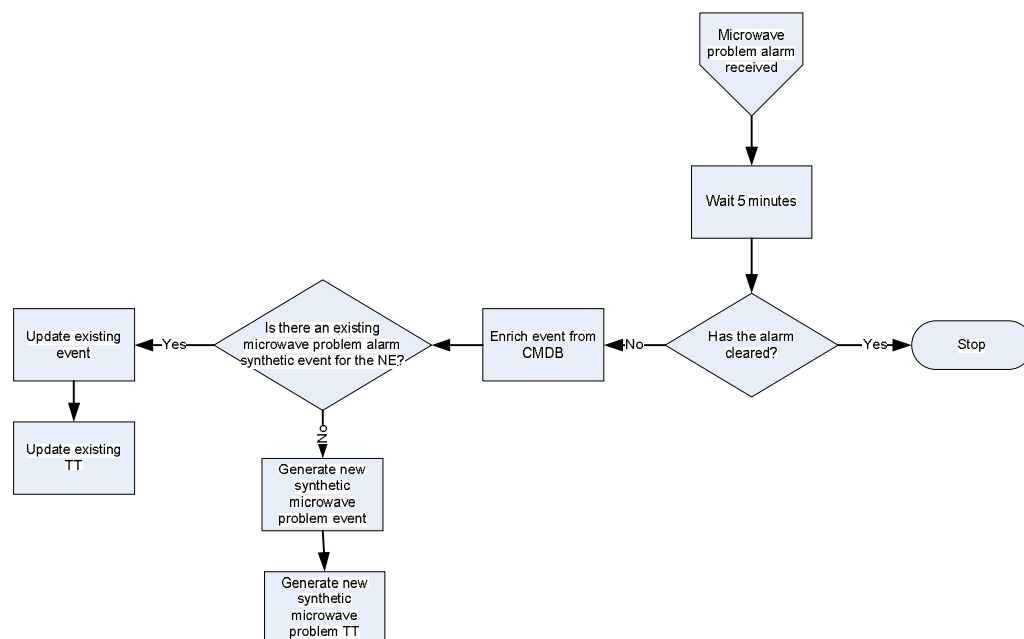 Microwave
problem alarm
received
Wait 5 minutes
Has the alarm
cleared?
Yes
Stop
No
Enrich event from
CMDB
Is there an existing
microwave problem alarm
synthetic event for the NE?
Yes
Update existing
event
Update existing
TT
No
Generate new
synthetic
microwave
problem event
Generate new
synthetic
microwave
problem TT